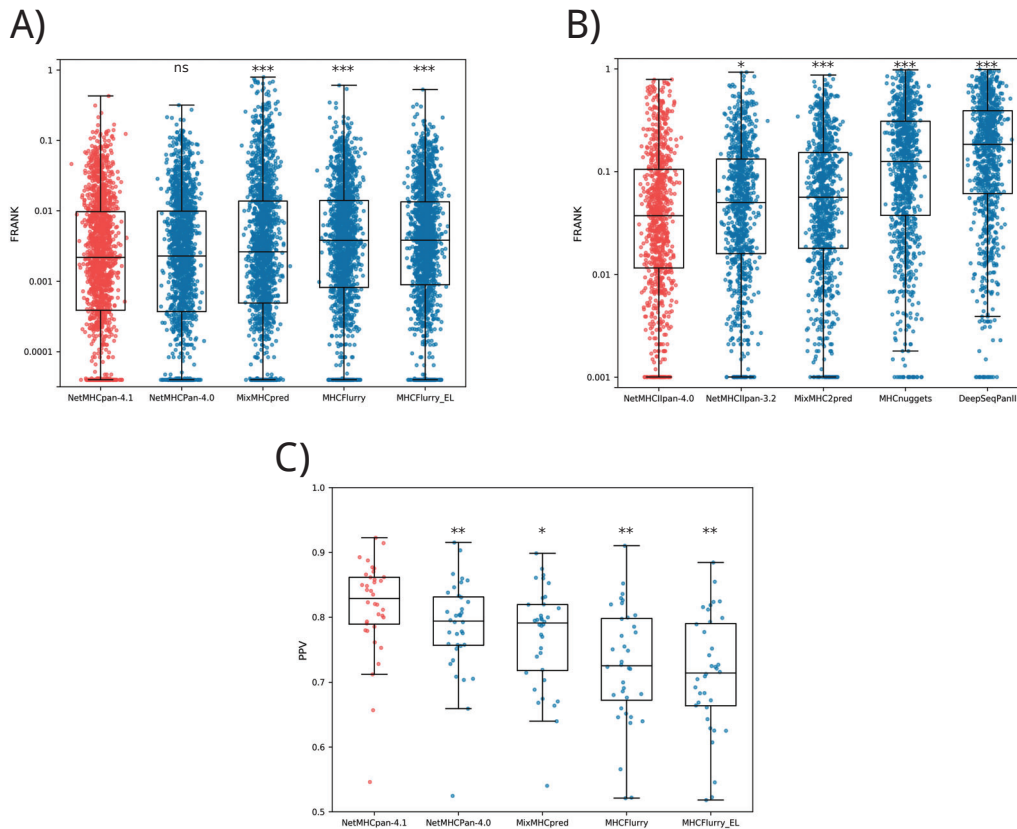 A)
ns
***
***
***
1
0.1
0.01
0.001
0.0001
FRANK
NetMHCpan-4.1
NetMHCPan-4.0
MixMHCpred
MHCFlurry
MHCFlurry_EL
B)
*
***
***
***
1
0.1
0.01
0.001
FRANK
NetMHCIIpan-4.0
NetMHCIIpan-3.2
MixMHC2pred
MHCnuggets
DeepSeqPanII
C)
**
*
**
**
1.0
0.9
0.8
0.7
0.6
0.5
PPV
NetMHCpan-4.1
NetMHCPan-4.0
MixMHCpred
MHCFlurry
MHCFlurry_EL